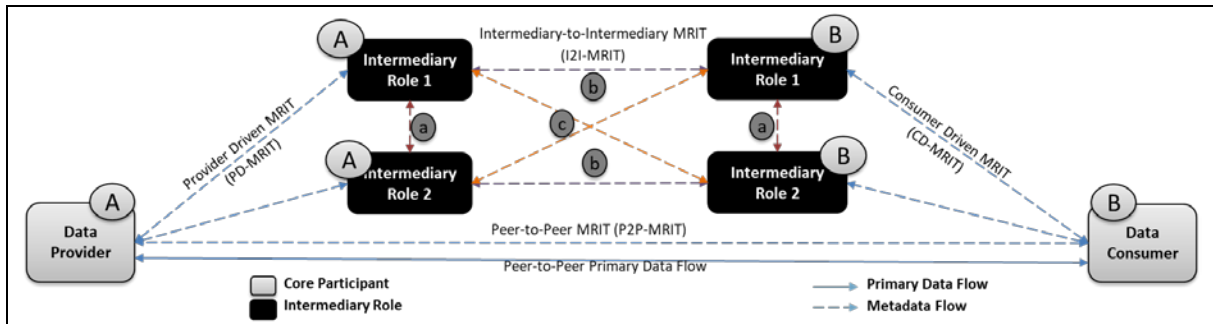 A
Intermediary
Role 1
Intermediary-to-Intermediary MRIT
(I2I-MRIT)
B
Intermediary
Role 1
b
Provider Driven MRIT
(PD-MRIT)
a
c
a
Consumer Driven MRIT
(CD-MRIT)
A
Intermediary
Role 2
b
B
Intermediary
Role 2
A
Data
Provider
Peer-to-Peer MRIT (P2P-MRIT)
B
Data
Consumer
Peer-to-Peer Primary Data Flow
Core Participant
Intermediary Role
Primary Data Flow
Metadata Flow